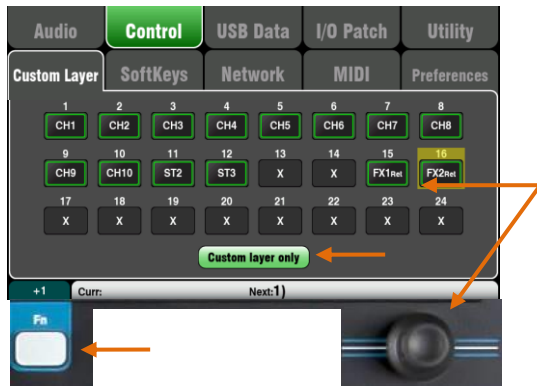 Audio Control USB Data I/O Patch Utility
Custom Layer SoftKeys Network MIDI Preferences
1 2 3 4 5 6 7 8
CH1 CH2 CH3 CH4 CH5 CH6 CH7 CH8
9 10 11 12 13 14 15 16
CH9 CH10 ST2 ST3 X X FX1Ret FX2Ret
17 18 19 20 21 22 23 24
X X X X X X X X
Custom layer only
+1 Curr: Next:1)
Fn